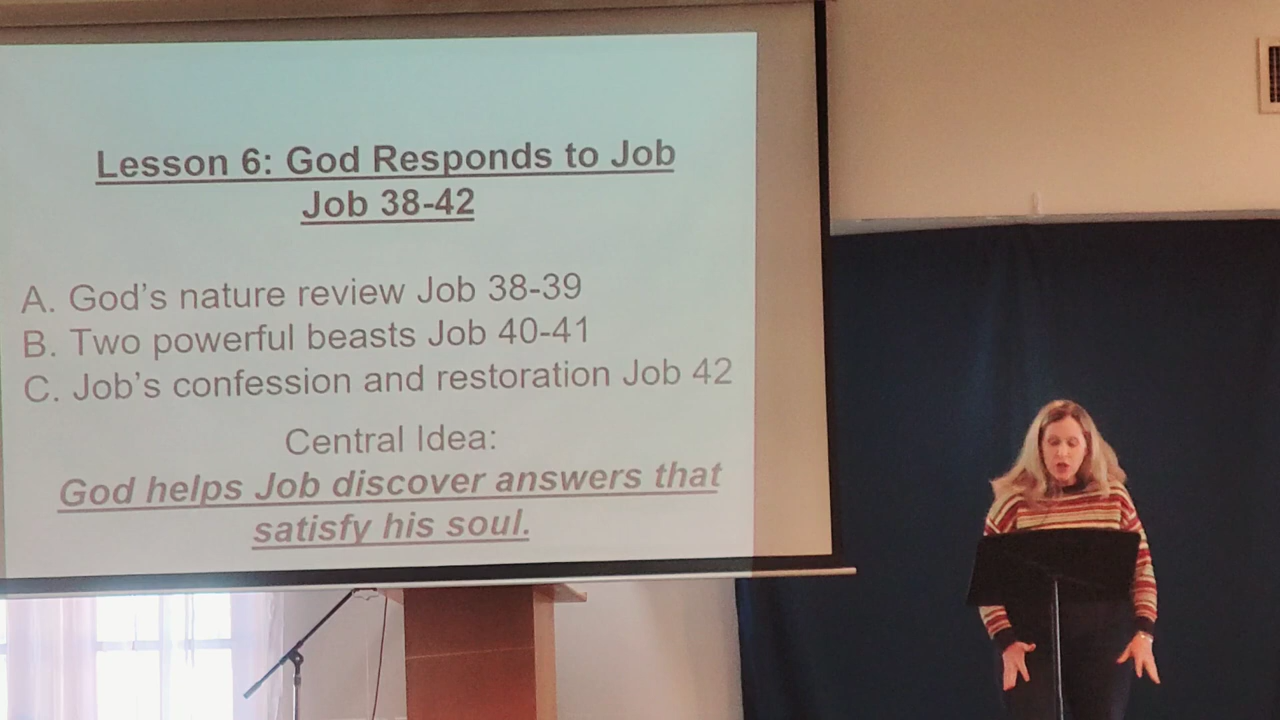 Lesson 6: God Responds to Job
Job 38-42
A. God's nature review Job 38-39
B. Two powerful beasts Job 40-41
C. Job's confession and restoration Job 42
Central Idea:
God helps Job discover answers that
satisfy his soul.